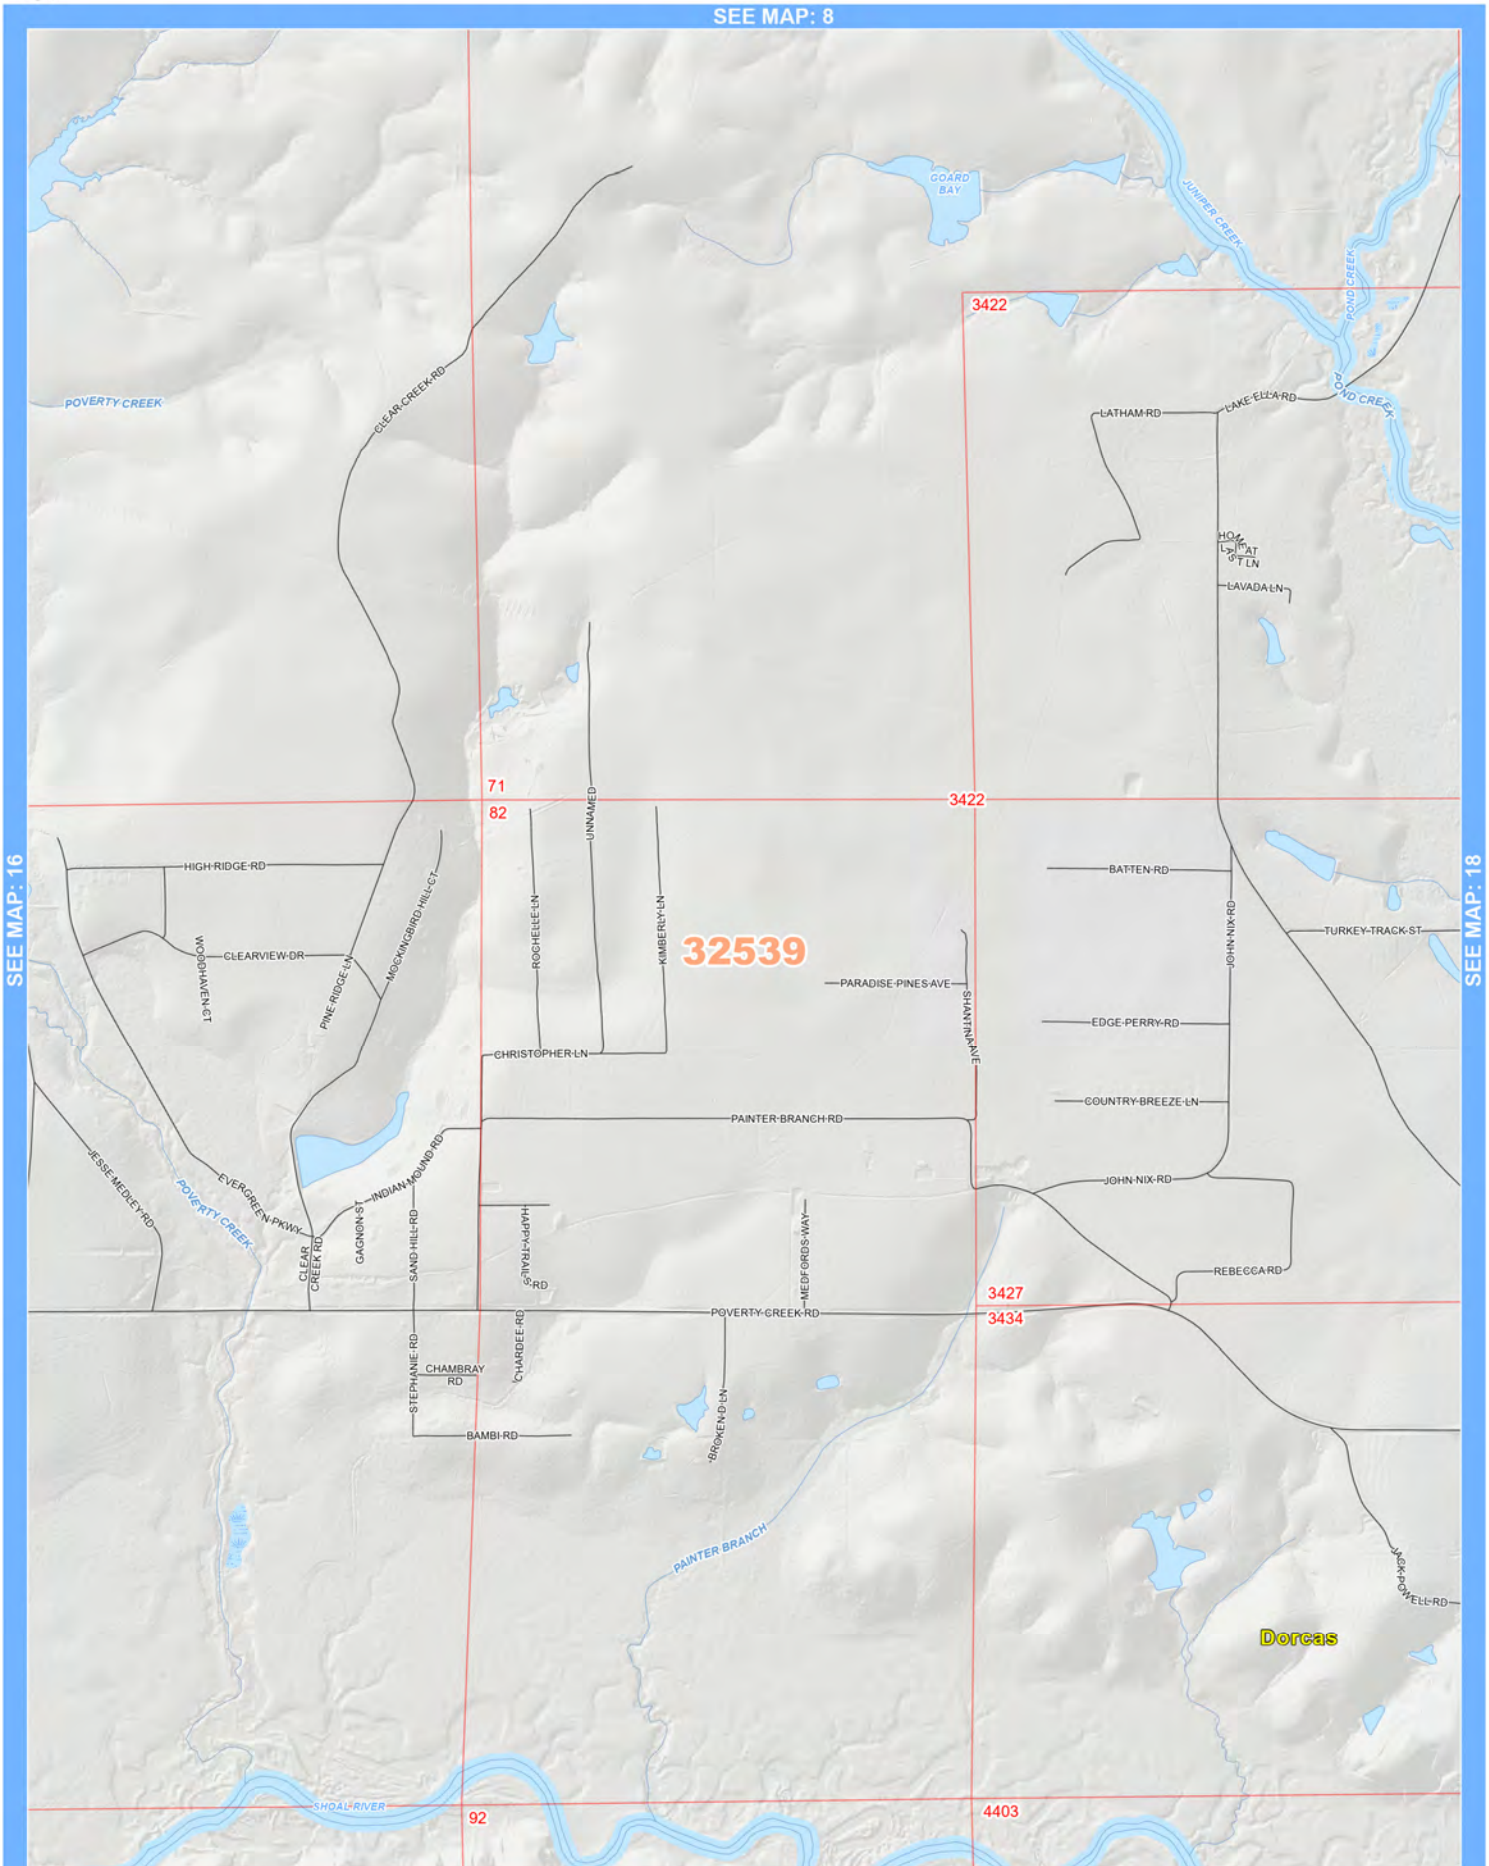 SEE MAP: 8
GOARD
BAY
JUNIPER CREEK
POND CREEK
3422
CLEAR CREEK RD
POVERTY CREEK
LATHAM RD
LAKE ELLA RD
POND CREEK
HOME AT
LAST LN
LAVADA LN
71
82
3422
UNNAMED
HIGH RIDGE RD
BATTEN RD
SEE MAP: 16
SEE MAP: 18
MOCKINGBIRD HILL CT
ROCHELLE LN
KIMBERLY LN
32539
JOHN NIX RD
TURKEY TRACK ST
WOODHAVEN CT
CLEARVIEW DR
PINE RIDGE LN
PARADISE PINES AVE
SHANTINA AVE
EDGE PERRY RD
CHRISTOPHER LN
COUNTRY BREEZE LN
PAINTER BRANCH RD
JESSE MEDLEY RD
POVERTY CREEK
EVERGREEN PKWY
INDIAN MOUND RD
JOHN NIX RD
GAGNON ST
SAND HILL RD
HAPPY TRAILS RD
MEDFORDS WAY
CLEAR
CREEK RD
REBECCA RD
3427
POVERTY CREEK RD
3434
STEPHANIE RD
CHARDEE RD
CHAMBRAY
RD
BROKEN D LN
BAMBI RD
PAINTER BRANCH
JACK POWELL RD
Dorcas
SHOAL RIVER
92
4403